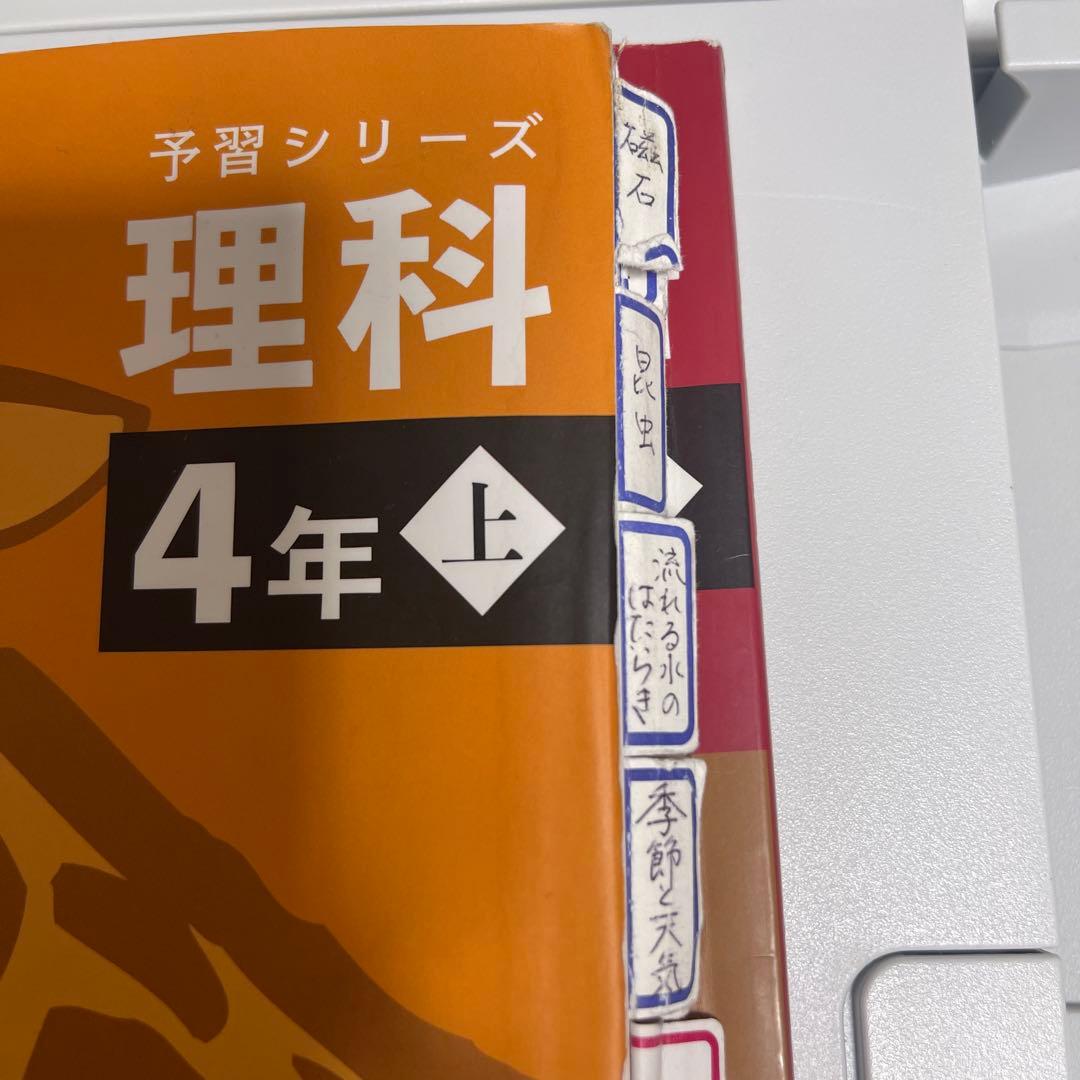 予習シリーズ
理科
4年 上
磁石
昆虫
流れる水の
はたらき
季節と天気